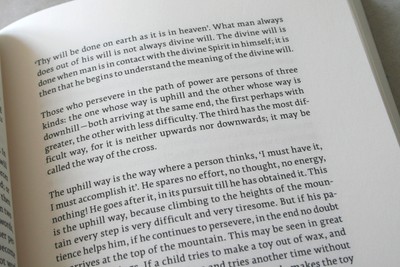 'Thy will be done on earth as it is in heaven'. What man always
does out of his will is not always divine will. The divine will is
done when man is in contact with the divine Spirit in himself; it is
then that he begins to understand the meaning of the divine will.
Those who persevere in the path of power are persons of three
kinds: the one whose way is uphill and the other whose way is
downhill – both arriving at the same end, the first perhaps with
greater, the other with less difficulty. The third has the most dif-
ficult way, for it is neither upwards nor downwards; it may be
called the way of the cross.
The uphill way is the way where a person thinks, 'I must have it,
I must accomplish it'. He spares no effort, no thought, no energy,
nothing! He goes after it, in its pursuit till he has obtained it. This
is the uphill way, because climbing to the heights of the moun-
tain every step is very difficult and very tiresome. But if his pa-
tience helps him, if he continues to persevere, in the end no doubt
arrives at the top of the mountain. This may be seen in great
If a child tries to make a toy out of wax, and
and tries another time without
makes the toy